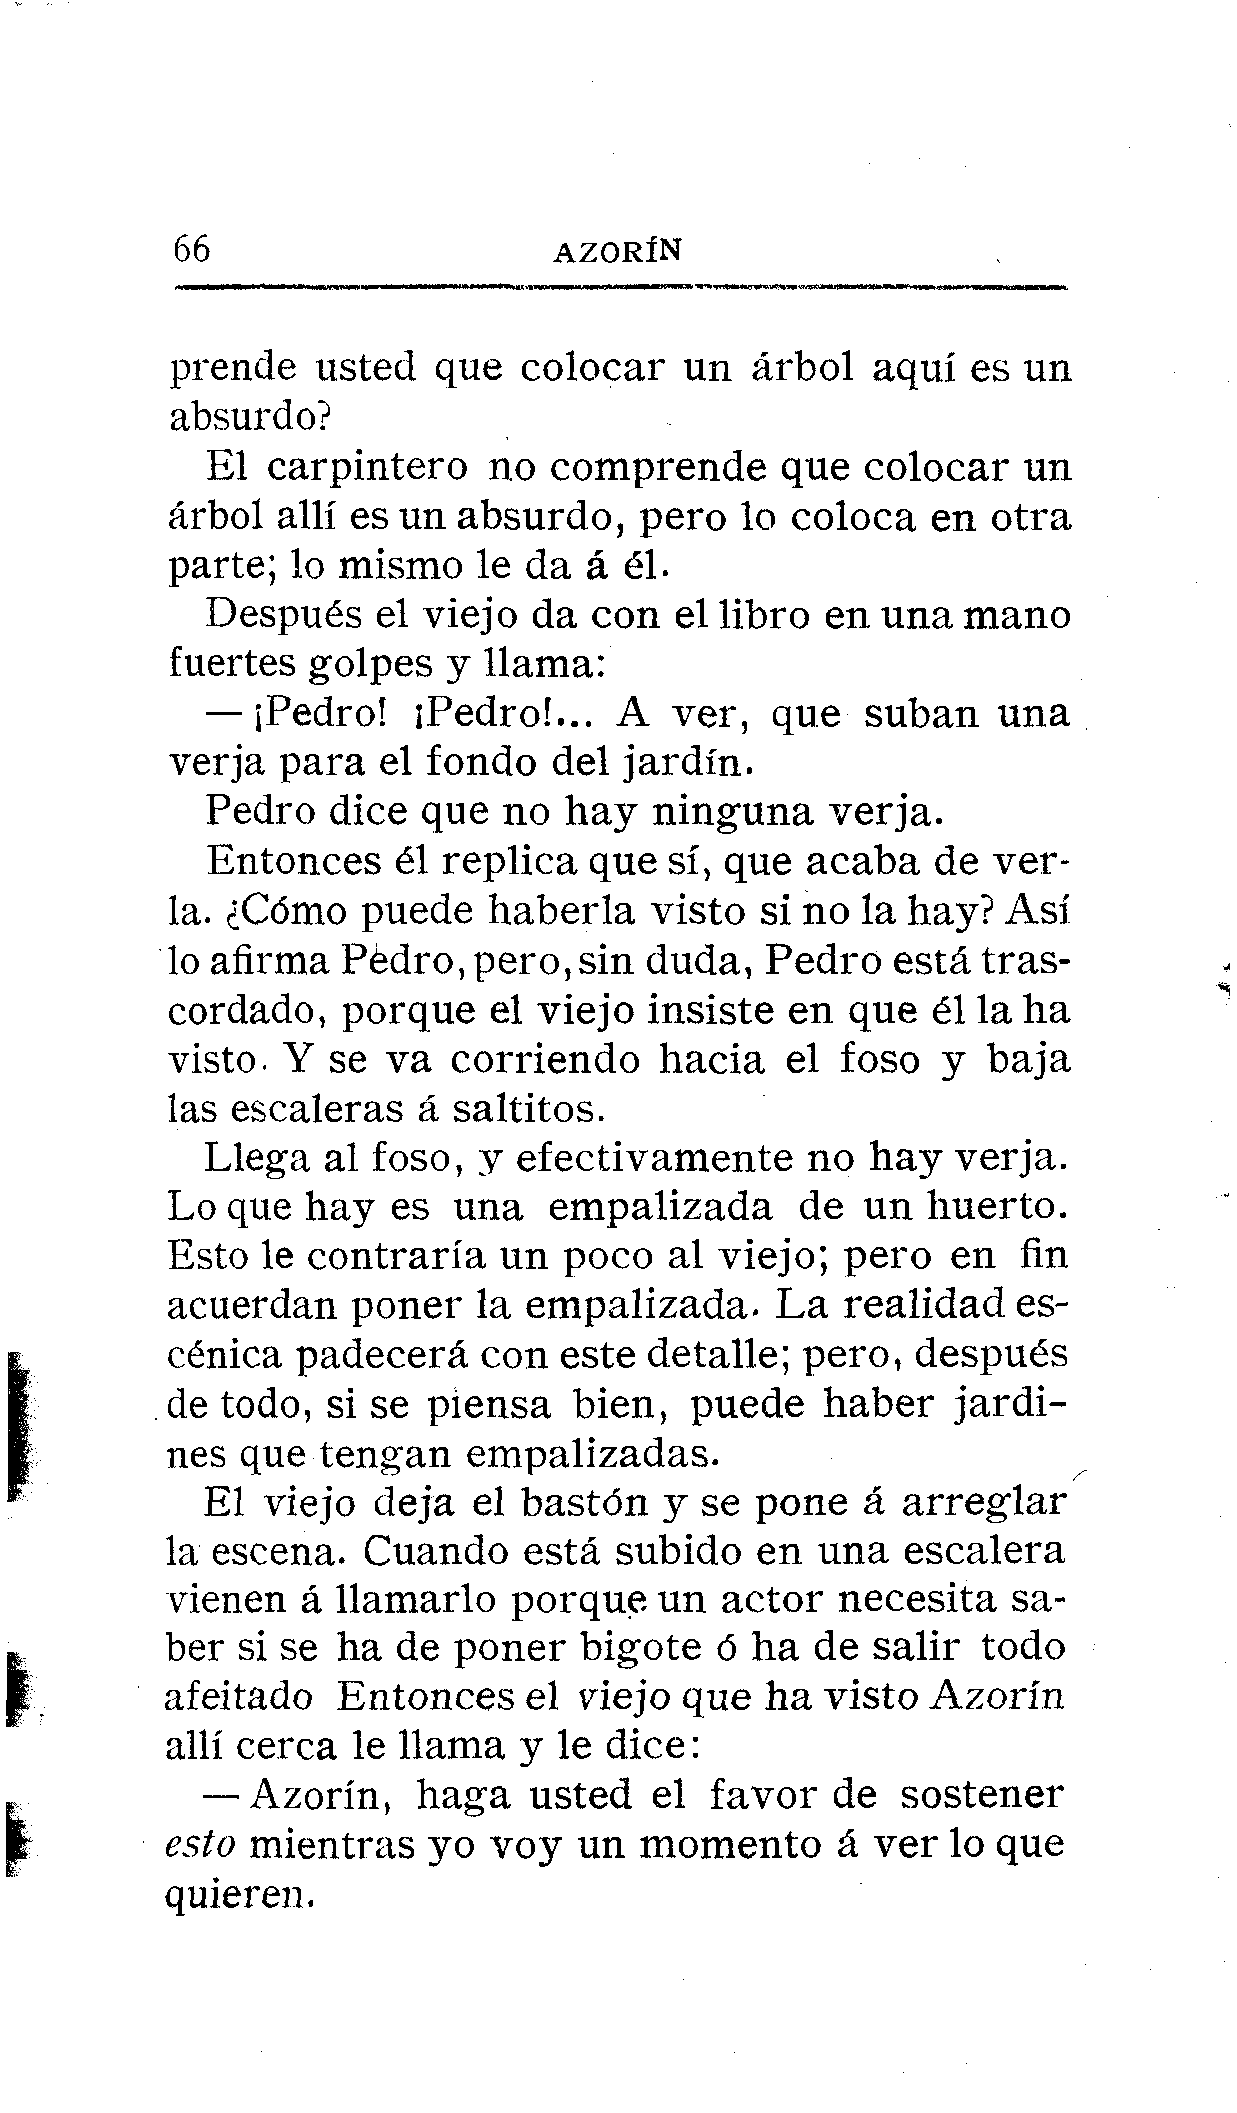 66 AZORÍN
prende usted que colocar un árbol aquí es un
absurdo?
El carpintero no comprende que colocar un
árbol allí es un absurdo, pero lo coloca en otra
parte; lo mismo le da á él.
Después el viejo da con el libro en una mano
fuertes golpes y llama:
— ¡Pedro! ¡Pedro!... A ver, que suban una
verja para el fondo del jardín.
Pedro dice que no hay ninguna verja.
Entonces él replica que sí, que acaba de ver-
la. ¿Cómo puede haberla visto si no la hay? Así
lo afirma Pedro, pero, sin duda, Pedro está tras-
cordado, porque el viejo insiste en que él la ha
visto. Y se va corriendo hacia el foso y baja
las escaleras á saltitos.
Llega al foso, y efectivamente no hay verja.
Lo que hay es una empalizada de un huerto.
Esto le contraría un poco al viejo; pero en fin
acuerdan poner la empalizada. La realidad es-
cénica padecerá con este detalle; pero, después
de todo, si se piensa bien, puede haber jardi-
nes que tengan empalizadas.
El viejo deja el bastón y se pone á arreglar
la escena. Cuando está subido en una escalera
vienen á llamarlo porque un actor necesita sa-
ber si se ha de poner bigote ó ha de salir todo
afeitado Entonces el viejo que ha visto Azorín
allí cerca le llama y le dice:
— Azorín, haga usted el favor de sostener
esto mientras yo voy un momento á ver lo que
quieren.